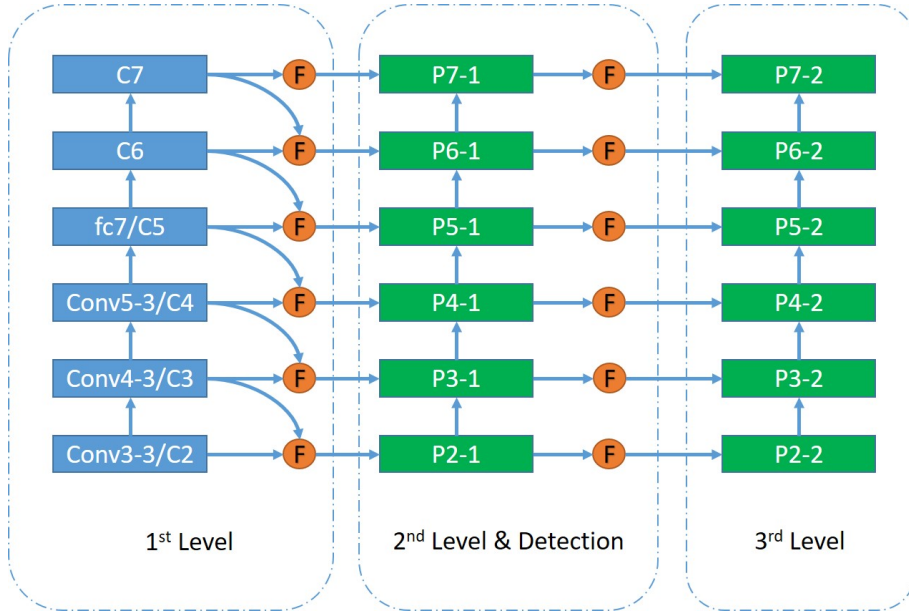 C7 F P7-1 F P7-2
C6 F P6-1 F P6-2
fc7/C5 F P5-1 F P5-2
Conv5-3/C4 F P4-1 F P4-2
Conv4-3/C3 F P3-1 F P3-2
Conv3-3/C2 F P2-1 F P2-2
1st Level 2nd Level & Detection 3rd Level